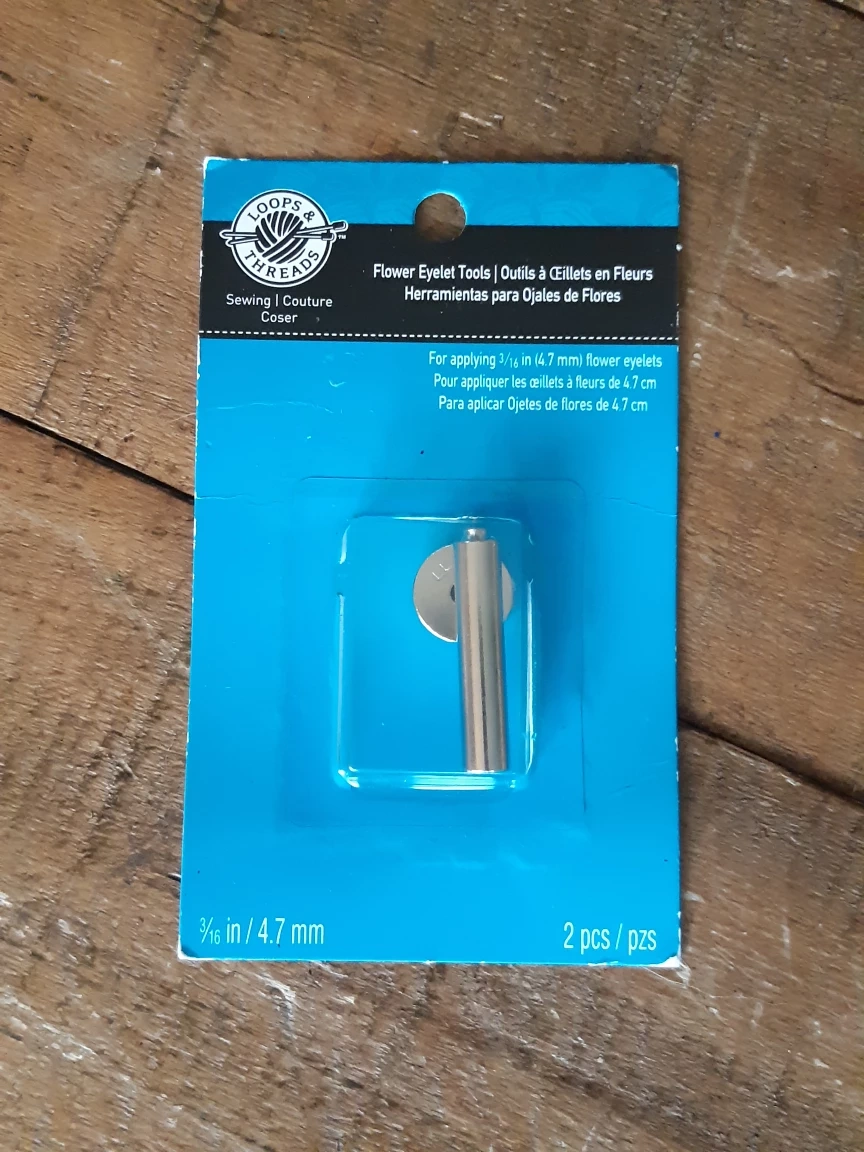 LOOPS &
THREADS
™
Sewing | Couture
Coser
Flower Eyelet Tools | Outils à Œillets en Fleurs
Herramientas para Ojales de Flores
For applying 3/16 in (4.7 mm) flower eyelets
Pour appliquer les œillets à fleurs de 4.7 cm
Para aplicar Ojetes de flores de 4.7 cm
3/16 in / 4.7 mm
2 pcs / pzs